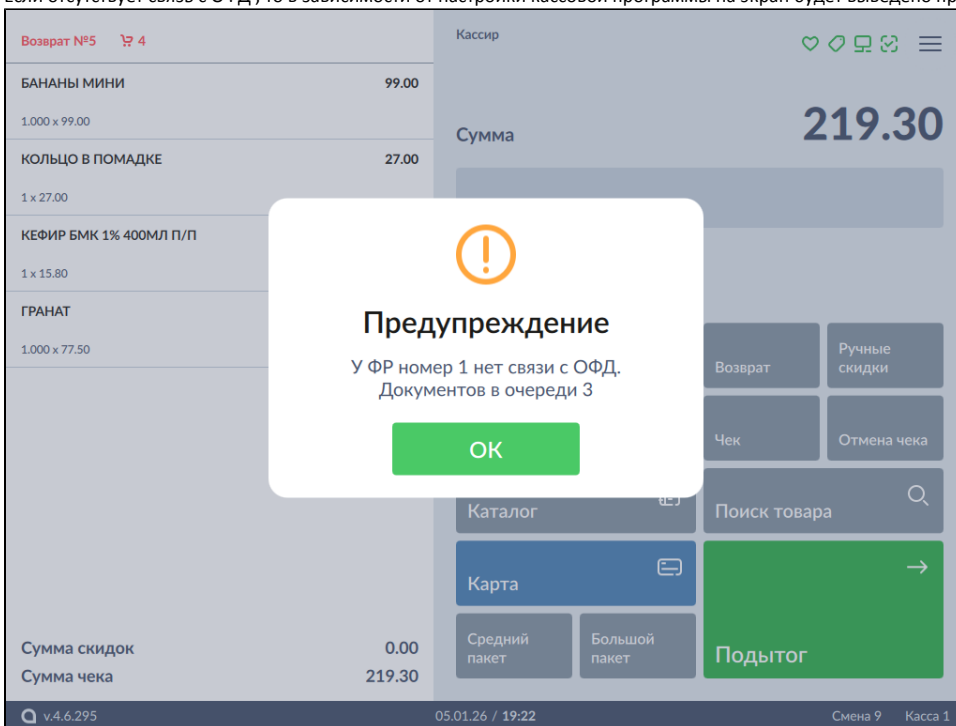 Если отсутствует связь с ОФД, то в зависимости от настройки кассовой программы на экран будет выведено
Возврат №5 4
Кассир
БАНАНЫ МИНИ 99.00
1.000 x 99.00
Сумма 219.30
КОЛЬЦО В ПОМАДКЕ 27.00
1 x 27.00
КЕФИР БМК 1% 400МЛ П/П
1 x 15.80
ГРАНАТ
1.000 x 77.50
Предупреждение
У ФР номер 1 нет связи с ОФД.
Документов в очереди 3
ОК
Возврат
Ручные
скидки
Чек
Отмена чека
Каталог
Поиск товара
Карта
Средний
пакет
Большой
пакет
Подытог
Сумма скидок 0.00
Сумма чека 219.30
v.4.6.295
05.01.26 / 19:22
Смена 9 Касса 1